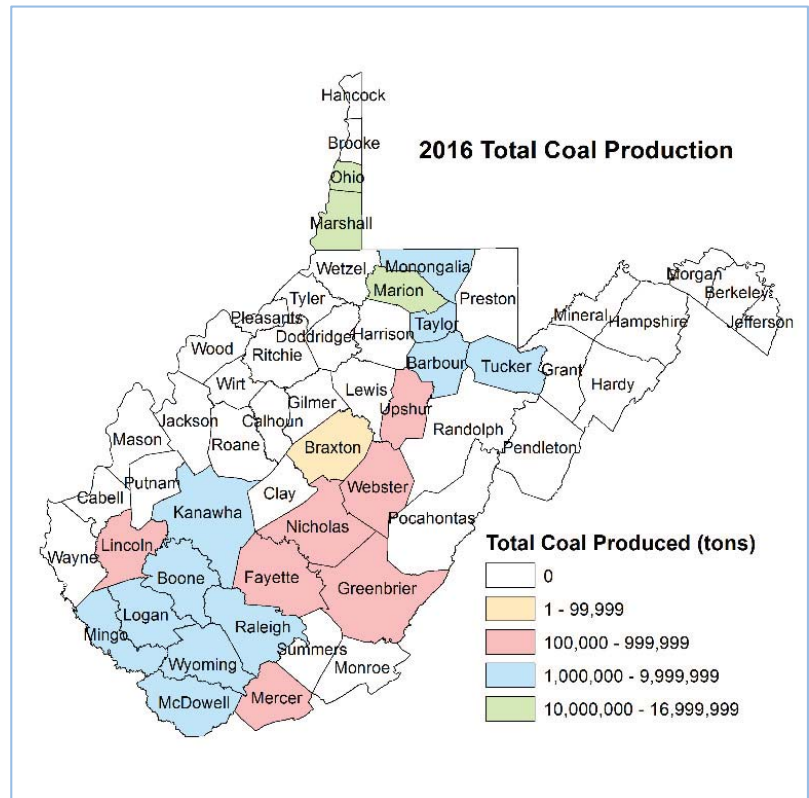 Hancock
Brooke
2016 Total Coal Production
Ohio
Marshall
Wetzel
Monongalia
Marion
Preston
Morgan
Berkeley
Jefferson
Tyler
Pleasants
Doddridge
Harrison
Taylor
Mineral
Hampshire
Wood
Ritchie
Barbour
Tucker
Grant
Hardy
Wirt
Lewis
Gilmer
Upshur
Jackson
Calhoun
Randolph
Mason
Roane
Braxton
Pendleton
Putnam
Cabell
Clay
Webster
Kanawha
Pocahontas
Nicholas
Wayne
Lincoln
Boone
Fayette
Greenbrier
Logan
Mingo
Raleigh
Summers
Wyoming
Monroe
McDowell
Mercer
Total Coal Produced (tons)
0
1 - 99,999
100,000 - 999,999
1,000,000 - 9,999,999
10,000,000 - 16,999,999